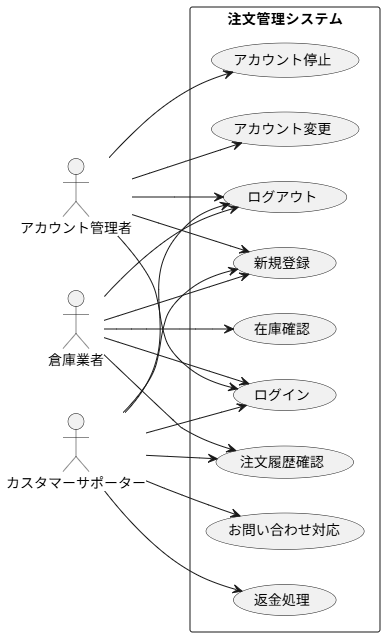 注文管理システム
アカウント停止
アカウント変更
ログアウト
アカウント管理者
新規登録
在庫確認
倉庫業者
ログイン
注文履歴確認
カスタマーサポーター
お問い合わせ対応
返金処理